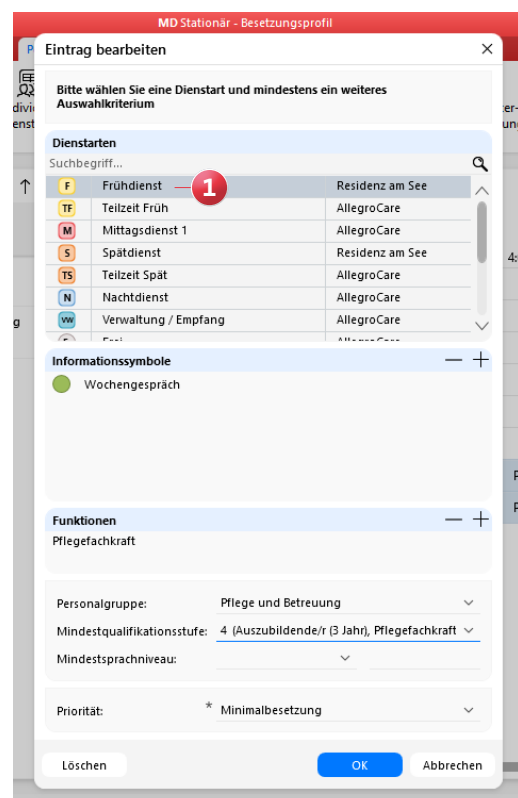 MD Stationär - Besetzungsprofil
Eintrag bearbeiten
Bitte wählen Sie eine Dienstart und mindestens ein weiteres
Auswahlkriterium
Dienstarten
Suchbegriff...
F Frühdienst 1 Residenz am See
TF Teilzeit Früh AllegroCare
M Mittagsdienst 1 AllegroCare
S Spätdienst Residenz am See
TS Teilzeit Spät AllegroCare
N Nachtdienst AllegroCare
VW Verwaltung / Empfang AllegroCare
Informationssymbole
Wochengespräch
Funktionen
Pflegefachkraft
Personalgruppe: Pflege und Betreuung
Mindestqualifikationsstufe: 4 (Auszubildende/r (3 Jahr), Pflegefachkraft
Mindestsprachniveau:
Priorität: * Minimalbesetzung
Löschen OK Abbrechen